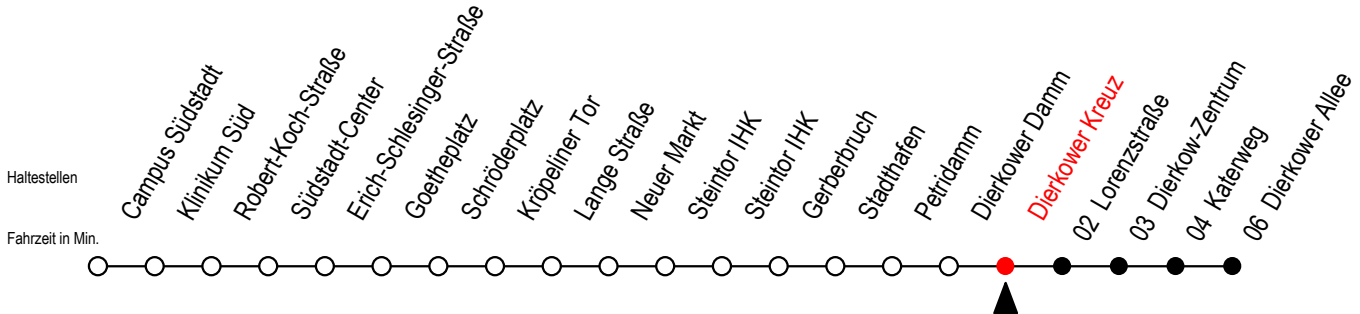 Haltestellen
Fahrzeit in Min.
Campus Südstadt
Klinikum Süd
Robert-Koch-Straße
Südstadt-Center
Erich-Schlesinger-Straße
Goetheplatz
Schröderplatz
Kröpeliner Tor
Lange Straße
Neuer Markt
Steintor IHK
Steintor IHK
Gerberbruch
Stadthafen
Petridamm
Dierkower Damm
Dierkower Kreuz
02 Lorenzstraße
03 Dierkow-Zentrum
04 Katenweg
06 Dierkower Allee